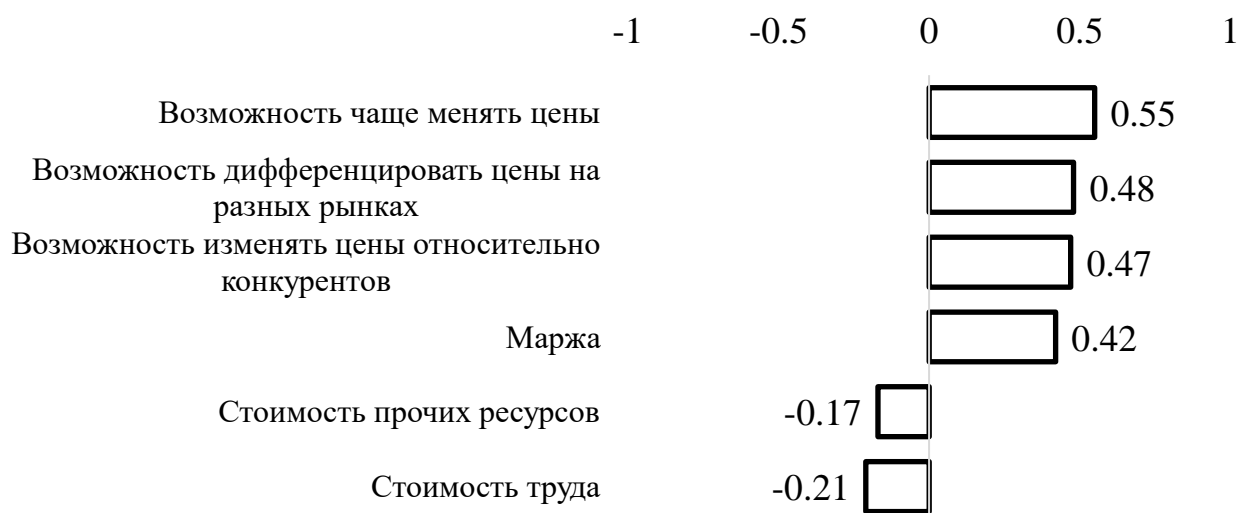 -1 -0.5 0 0.5 1
Возможность чаще менять цены
0.55
Возможность дифференцировать цены на
разных рынках
0.48
Возможность изменять цены относительно
конкурентов
0.47
Маржа
0.42
Стоимость прочих ресурсов
-0.17
Стоимость труда
-0.21